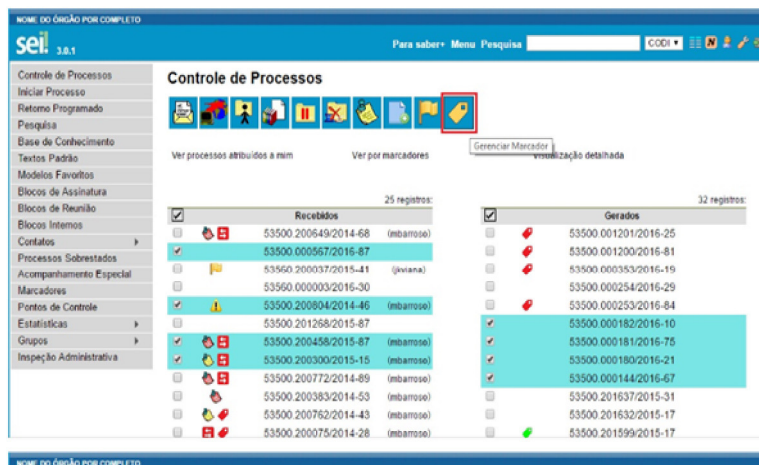 NOME DO ÓRGÃO POR COMPLETO
sei! 3.0.1
Para saber+ Menu Pesquisa
CODI
Controle de Processos
Iniciar Processo
Retorno Programado
Pesquisa
Base de Conhecimento
Textos Padrão
Modelos Favoritos
Blocos de Assinatura
Blocos de Reunião
Blocos Internos
Contatos
Processos Sobrestados
Acompanhamento Especial
Marcadores
Pontos de Controle
Estatísticas
Grupos
Inspeção Administrativa
Controle de Processos
Gerenciar Marcador
Ver processos atribuídos a mim
Ver por marcadores
Visualização detalhada
25 registros:
Recebidos
53500.200649/2014-68 (mbarroso)
53500.000567/2016-87
53560.200037/2015-41 (jkviana)
53560.000003/2016-30
53500.200804/2014-46 (mbarroso)
53500.201268/2015-87
53500.200458/2015-87 (mbarroso)
53500.200300/2015-15 (mbarroso)
53500.200772/2014-89 (mbarroso)
53500.200383/2014-53 (mbarroso)
53500.200762/2014-43 (mbarroso)
53500.200075/2014-28 (mbarroso)
32 registros:
Gerados
53500.001201/2016-25
53500.001200/2016-81
53500.000353/2016-19
53500.000254/2016-29
53500.000253/2016-84
53500.000182/2016-10
53500.000181/2016-75
53500.000180/2016-21
53500.000144/2016-67
53500.201637/2015-31
53500.201632/2015-17
53500.201599/2015-17
NOME DO ÓRGÃO POR COMPLETO